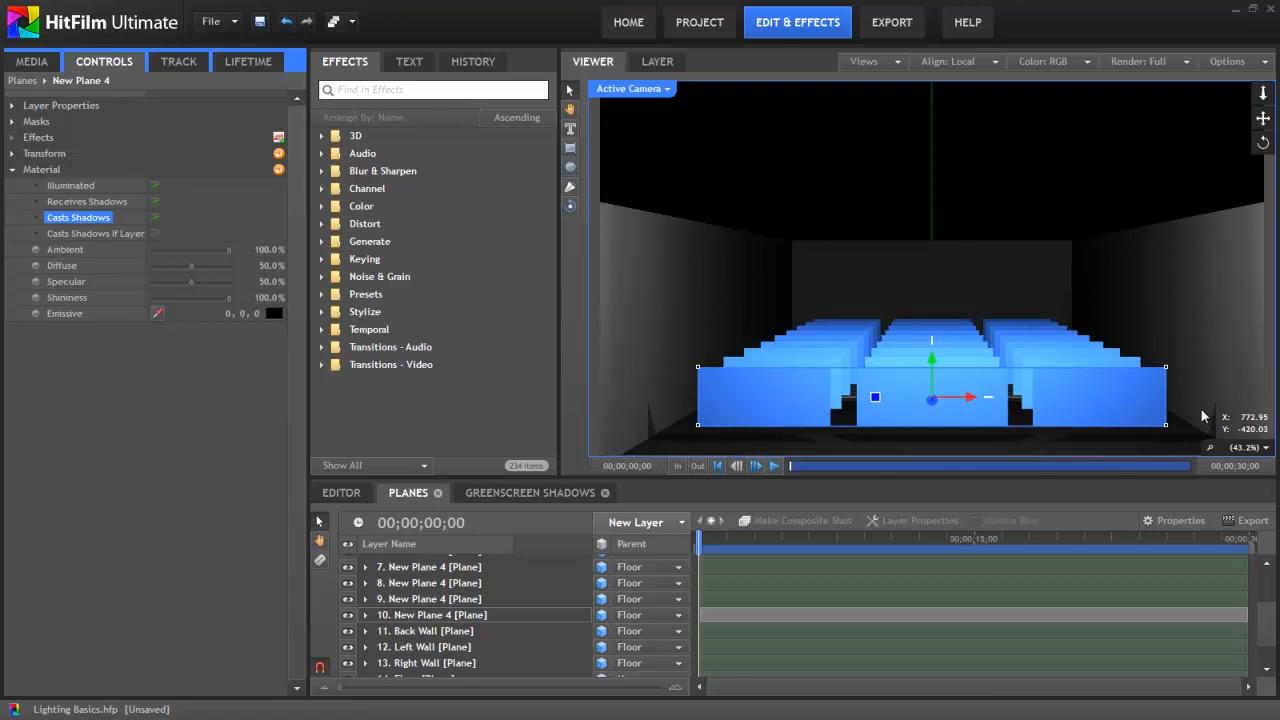 HitFilm Ultimate
File
HOME
PROJECT
EDIT & EFFECTS
EXPORT
HELP
MEDIA
CONTROLS
TRACK
LIFETIME
Planes
New Plane 4
Layer Properties
Masks
Effects
Transform
Material
Illuminated
Receives Shadows
Casts Shadows
Casts Shadows If Layer
Ambient 100.0%
Diffuse 50.0%
Specular 50.0%
Shininess 100.0%
Emissive 0, 0, 0
EFFECTS
TEXT
HISTORY
Find in Effects
Arrange By: Name
Ascending
3D
Audio
Blur & Sharpen
Channel
Color
Distort
Generate
Keying
Noise & Grain
Presets
Stylize
Temporal
Transitions - Audio
Transitions - Video
Show All
234 items
VIEWER
LAYER
Views
Align: Local
Color: RGB
Render: Full
Options
Active Camera
X: 772.95
Y: -420.03
(43.2%)
00;00;00;00
In
Out
00;00;30;00
EDITOR
PLANES
GREENSCREEN SHADOWS
00;00;00;00
New Layer
Make Composite Shot
Layer Properties
Motion Blur
Properties
Export
Layer Name
Parent
00;00;15;00
7. New Plane 4 [Plane] Floor
8. New Plane 4 [Plane] Floor
9. New Plane 4 [Plane] Floor
10. New Plane 4 [Plane] Floor
11. Back Wall [Plane] Floor
12. Left Wall [Plane] Floor
13. Right Wall [Plane] Floor
Lighting Basics.hfp [Unsaved]